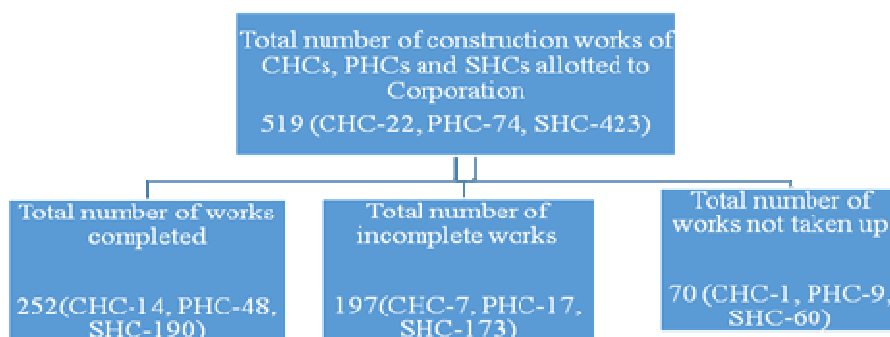 Total number of construction works of
CHCs, PHCs and SHCs allotted to
Corporation
519 (CHC-22, PHC-74, SHC-423)
Total number of works
completed
252(CHC-14, PHC-48,
SHC-190)
Total number of
incomplete works
197(CHC-7, PHC-17,
SHC-173)
Total number of
works not taken up
70 (CHC-1, PHC-9,
SHC-60)